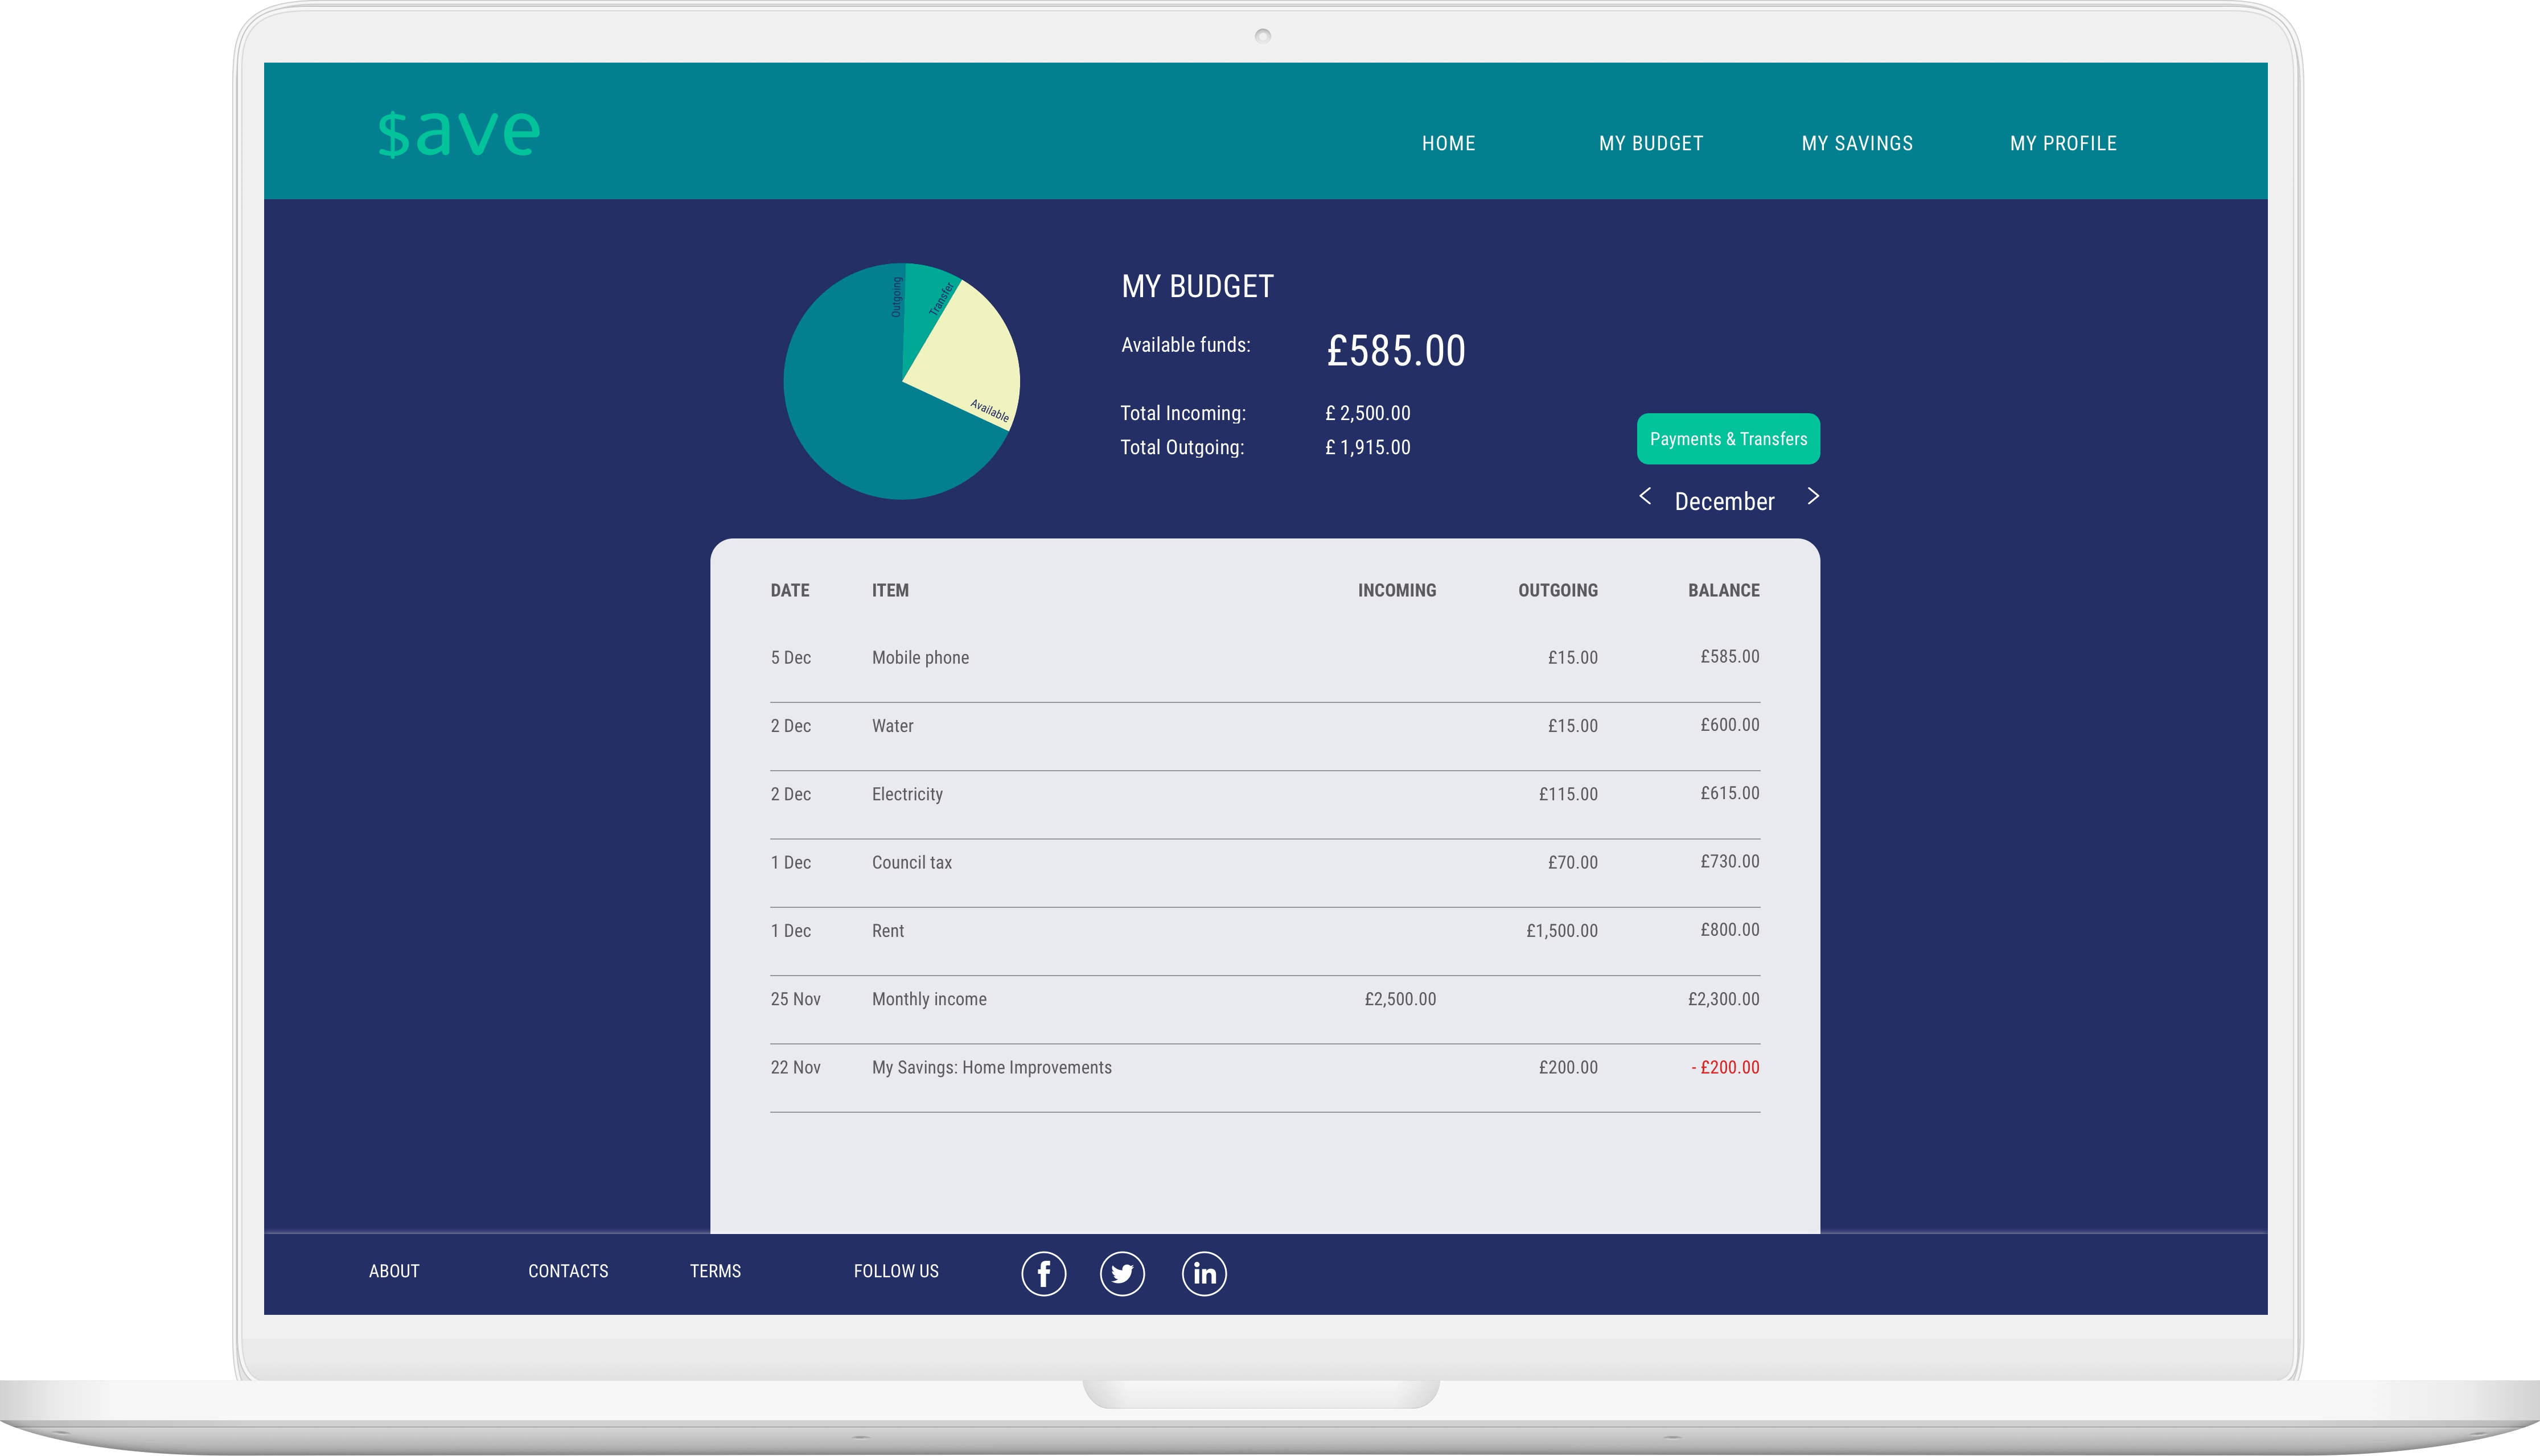 $ave
HOME MY BUDGET MY SAVINGS MY PROFILE
Outgoing
Transfer
Available
MY BUDGET
Available funds: £585.00
Total Incoming: £ 2,500.00
Total Outgoing: £ 1,915.00
Payments & Transfers
< December >
DATE ITEM INCOMING OUTGOING BALANCE
5 Dec Mobile phone £15.00 £585.00
2 Dec Water £15.00 £600.00
2 Dec Electricity £115.00 £615.00
1 Dec Council tax £70.00 £730.00
1 Dec Rent £1,500.00 £800.00
25 Nov Monthly income £2,500.00 £2,300.00
22 Nov My Savings: Home Improvements £200.00 - £200.00
ABOUT CONTACTS TERMS FOLLOW US f in